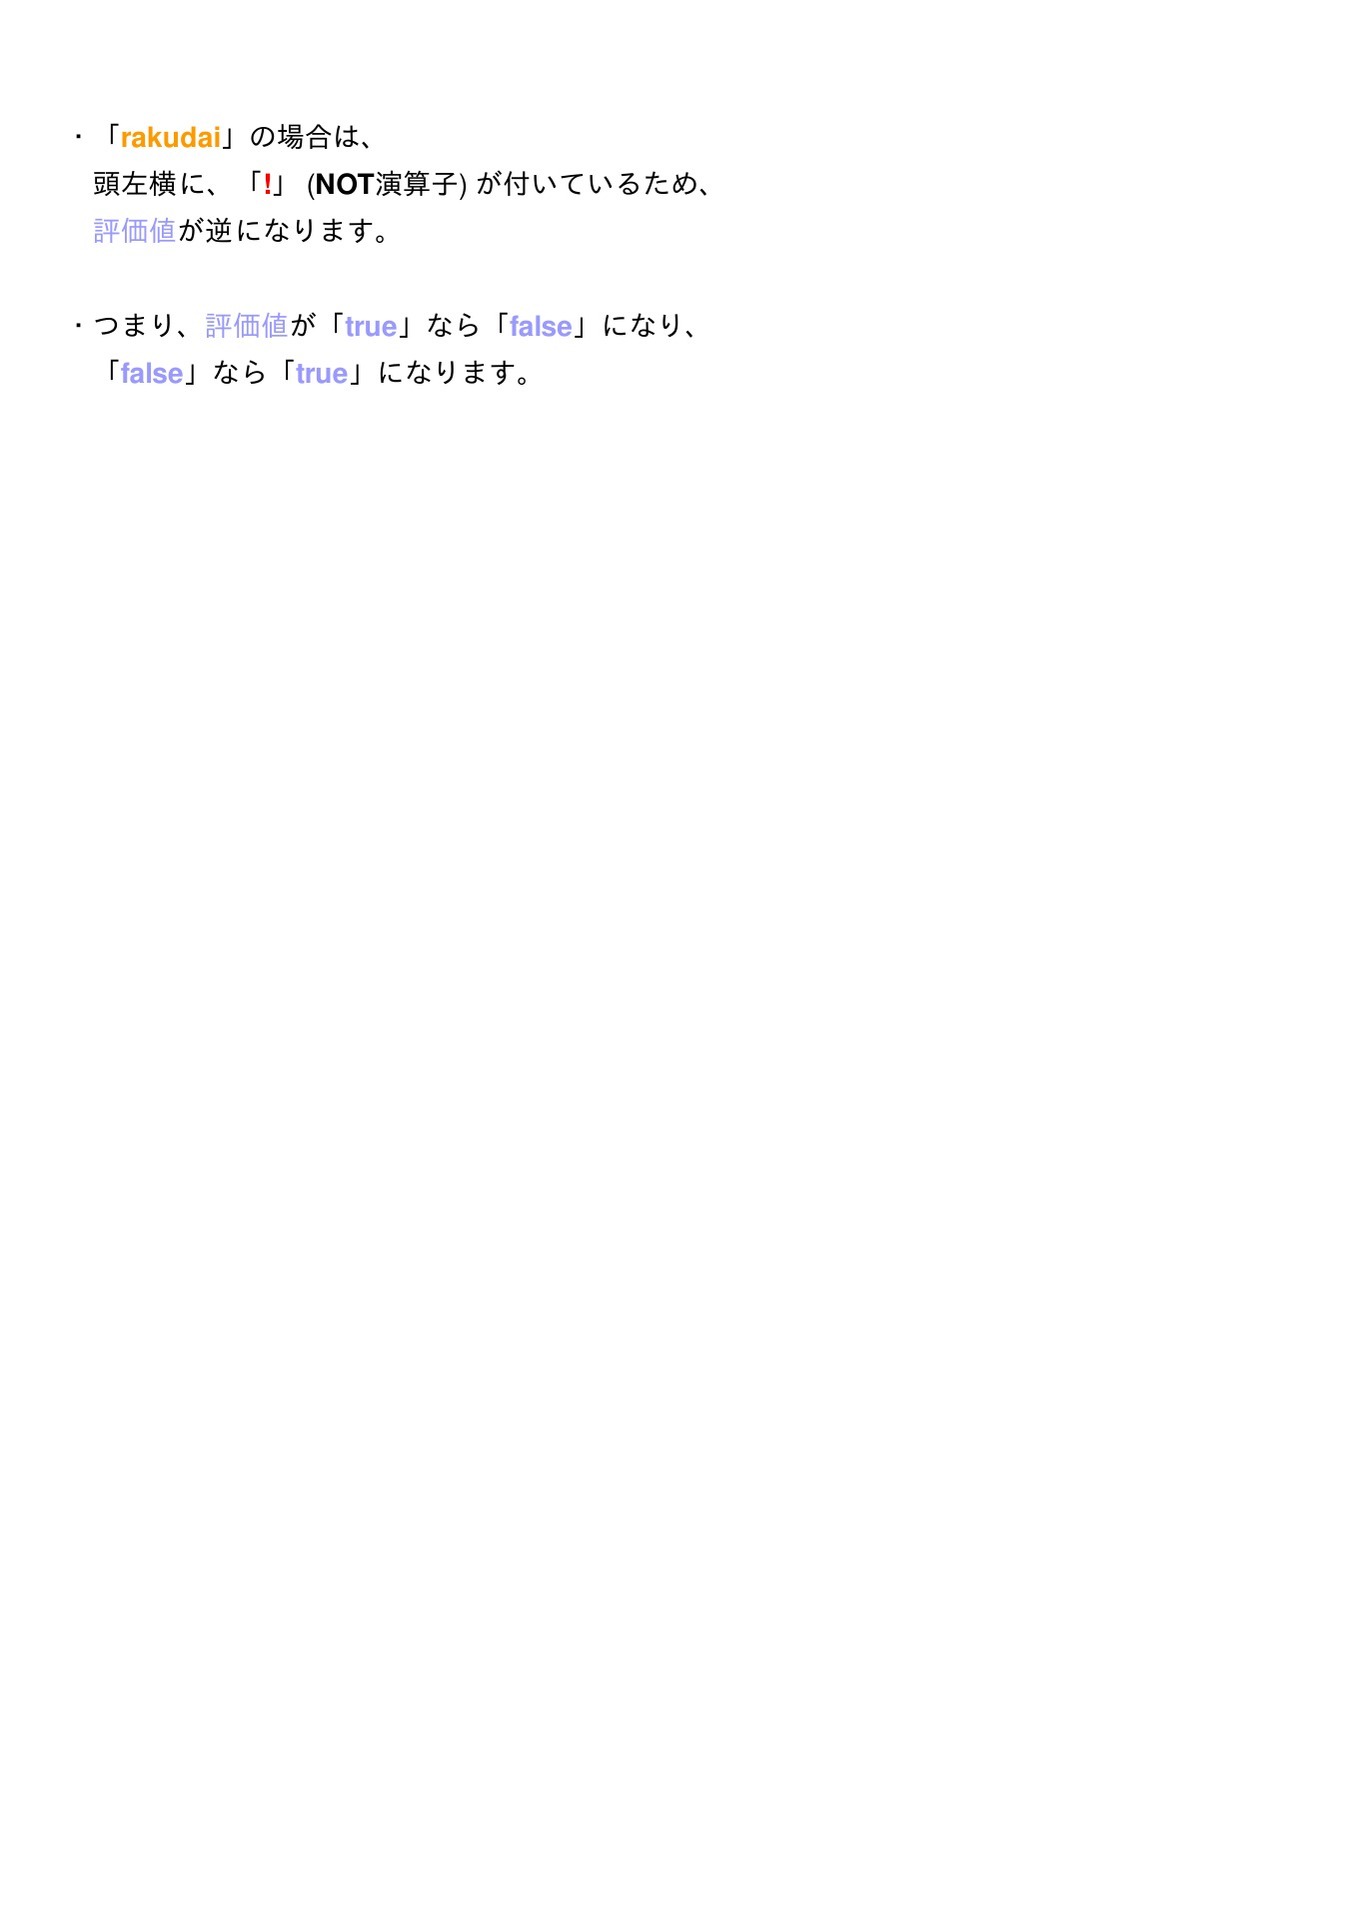 ・「rakudai」の場合は、
頭左横に、「!」 (NOT演算子) が付いているため、
評価値が逆になります。
・つまり、評価値が「true」なら「false」になり、
「false」なら「true」になります。